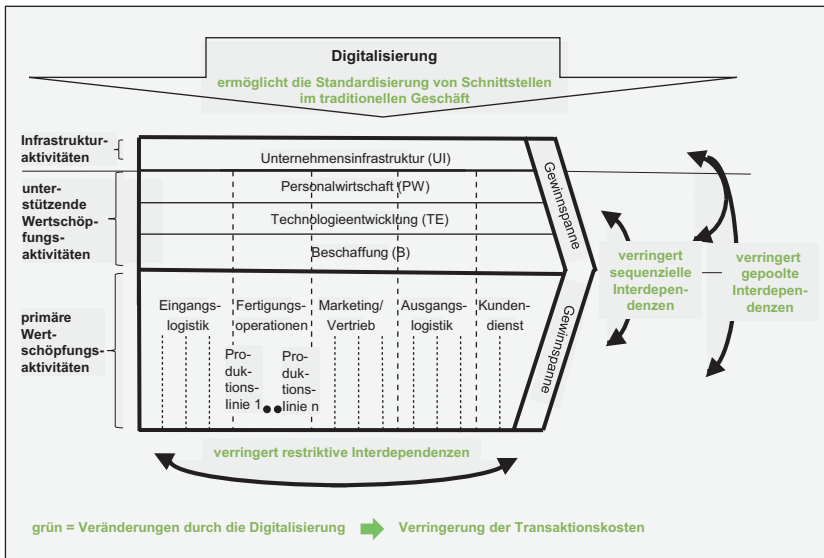 Digitalisierung
ermöglicht die Standardisierung von Schnittstellen
im traditionellen Geschäft
Infrastruktur-
aktivitäten
Unternehmensinfrastruktur (UI)
unter-
stützende
Wertschöp-
fungs-
aktivitäten
Personalwirtschaft (PW)
Technologieentwicklung (TE)
Beschaffung (B)
Gewinnspanne
primäre
Wert-
schöpfungs-
aktivitäten
Eingangs-
logistik
Fertigungs-
operationen
Marketing/
Vertrieb
Ausgangs-
logistik
Kunden-
dienst
Pro-
duk-
tions-
linie 1
Pro-
duk-
tions-
linie n
Gewinnspanne
verringert
sequenzielle
Interdepen-
denzen
verringert
gepoolte
Interdepen-
denzen
verringert restriktive Interdependenzen
grün = Veränderungen durch die Digitalisierung Verringerung der Transaktionskosten